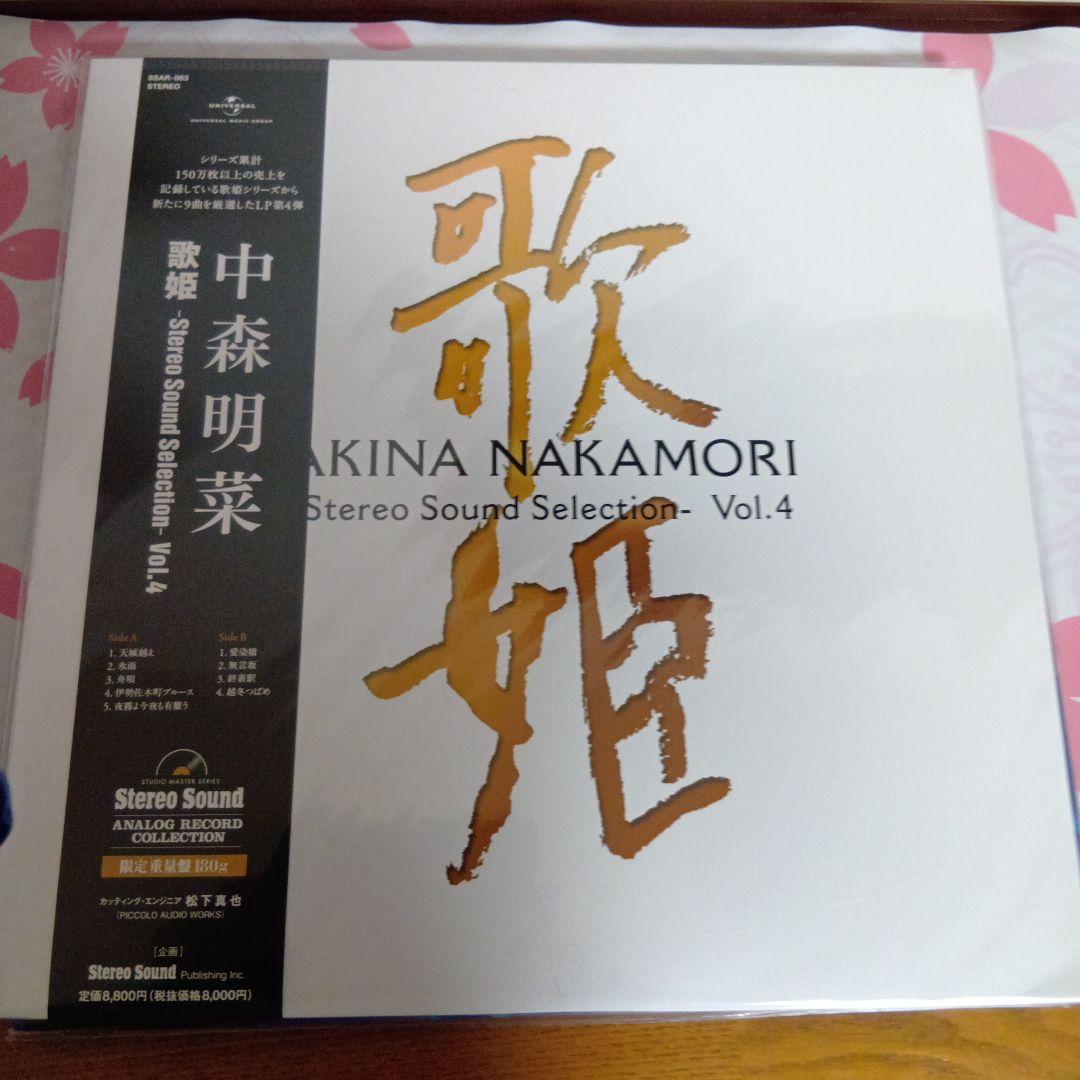 SSAR-063
STEREO
UNIVERSAL
UNIVERSAL MUSIC GROUP
シリーズ累計
150万枚以上の売上を
記録している歌姫シリーズから
新たに9曲を厳選したLP第4弾
中森明菜
歌姫 -Stereo Sound Selection- Vol.4
Side A
1. 天城越え
2. 氷雨
3. 舟唄
4. 伊勢佐木町ブルース
5. 夜霧よ今夜も有難う
Side B
1. 愛染橋
2. 無言坂
3. 終着駅
4. 越冬つばめ
STUDIO MASTER SERIES
Stereo Sound
ANALOG RECORD
COLLECTION
限定重量盤180g
カッティング・エンジニア 松下真也
(PICCOLO AUDIO WORKS)
[企画]
Stereo Sound Publishing Inc.
定価8,800円(税抜価格8,000円)
歌姫
AKINA NAKAMORI
Stereo Sound Selection- Vol.4